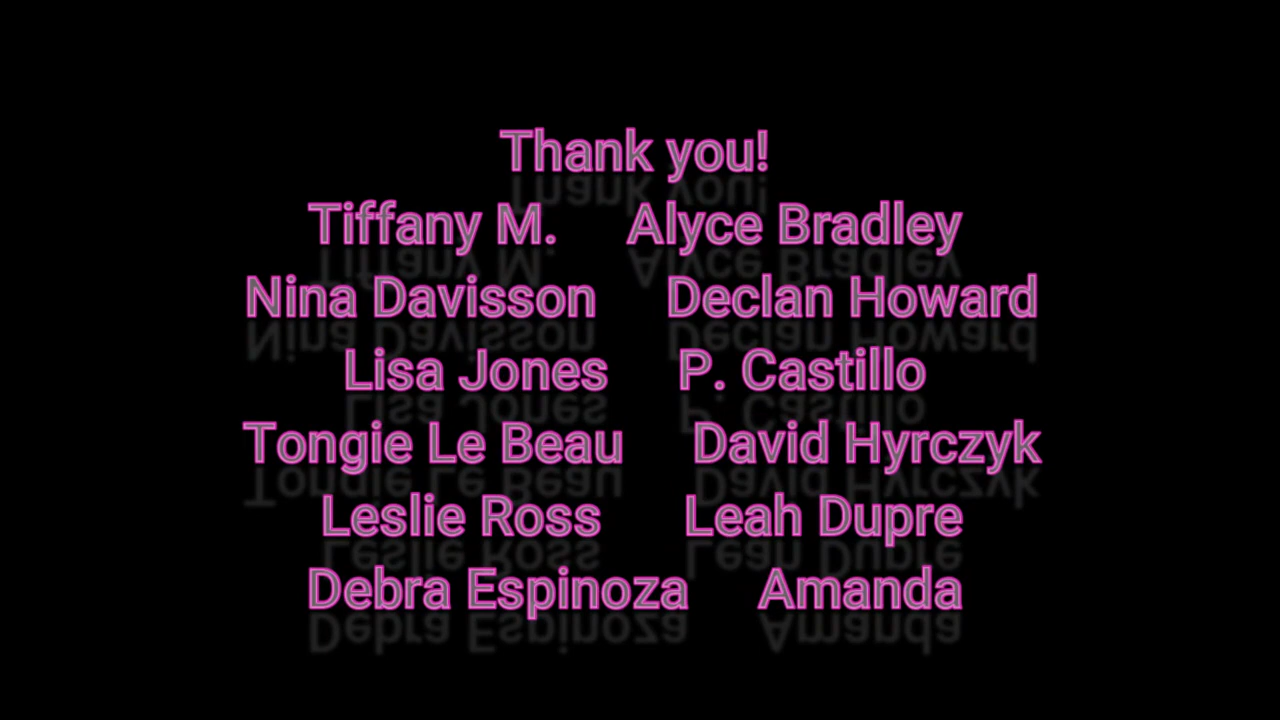 Thank you!
Tiffany M. Alyce Bradley
Nina Davisson Declan Howard
Lisa Jones P. Castillo
Tongie Le Beau David Hyrczyk
Leslie Ross Leah Dupre
Debra Espinoza Amanda